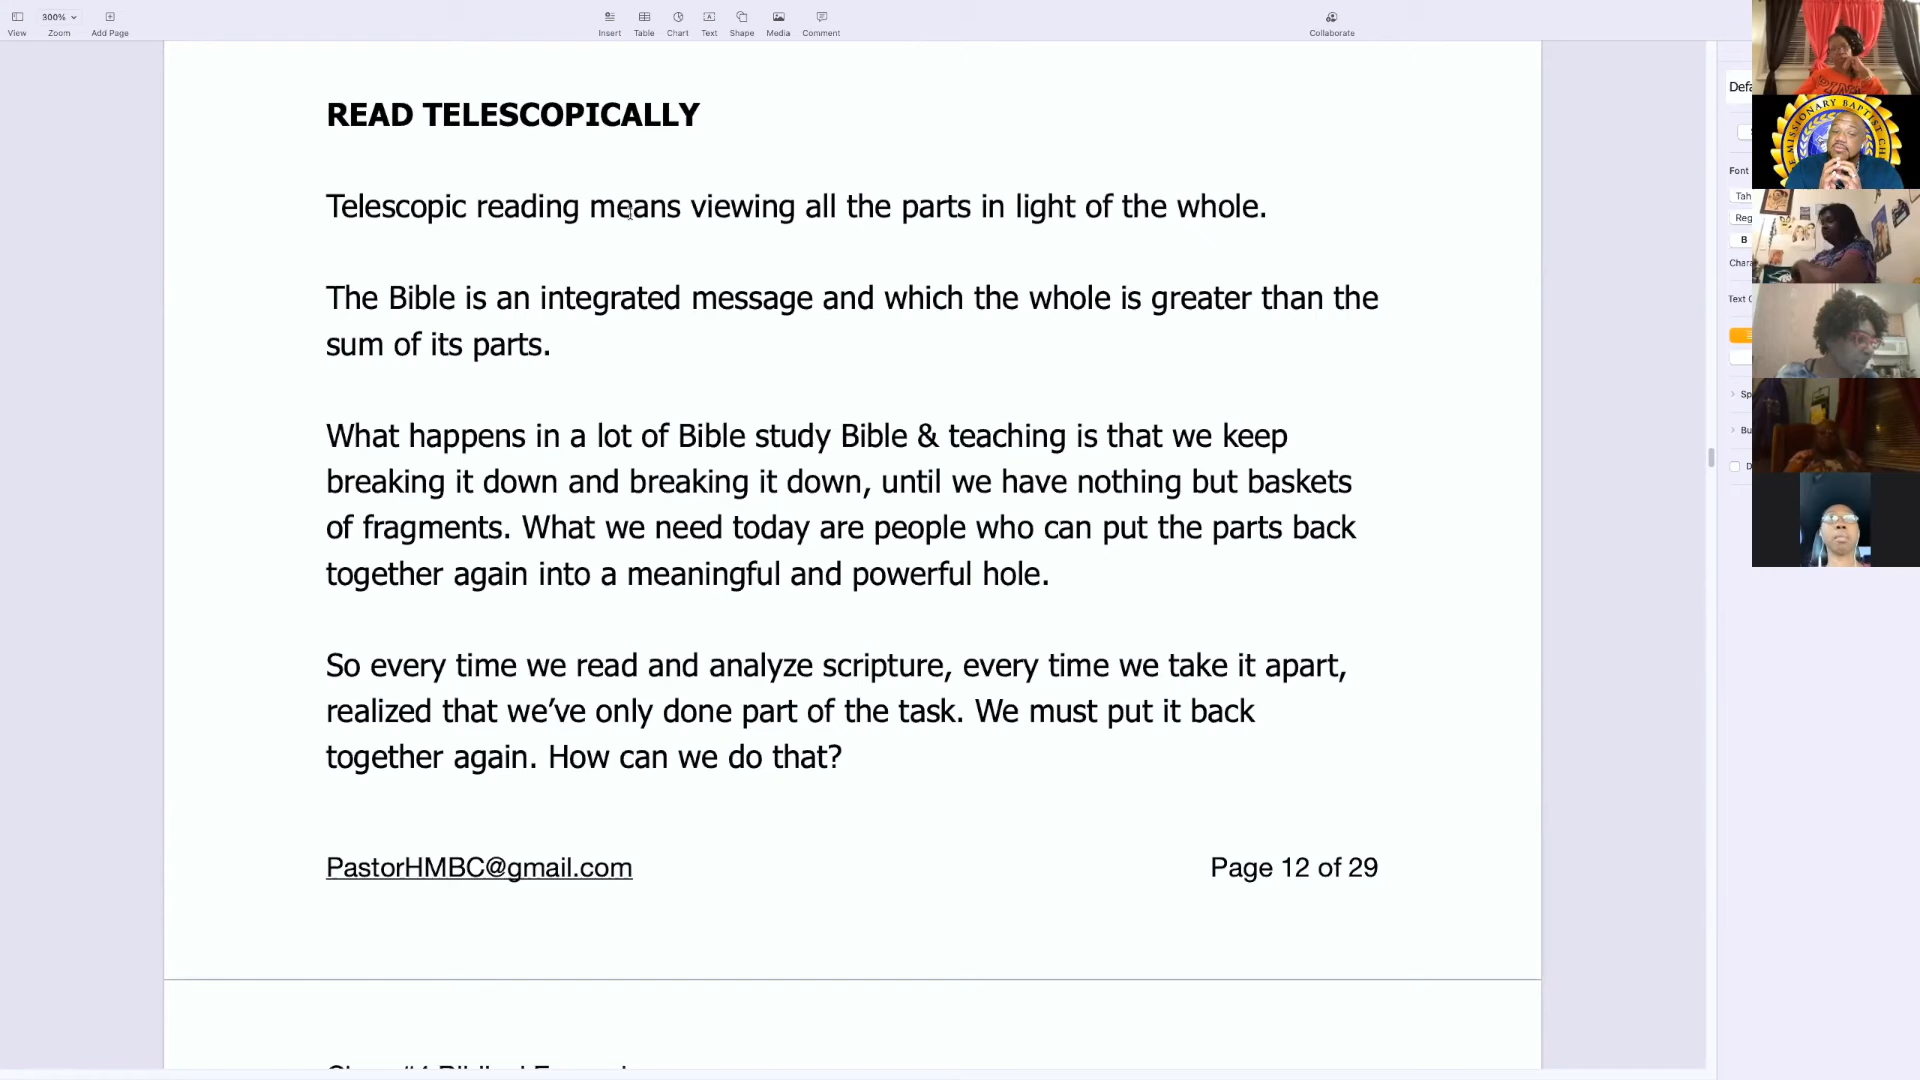 300%
View
Zoom
Add Page
Insert
Table
Chart
Text
Shape
Media
Comment
Collaborate
READ TELESCOPICALLY
Telescopic reading means viewing all the parts in light of the whole.
The Bible is an integrated message and which the whole is greater than the
sum of its parts.
What happens in a lot of Bible study Bible & teaching is that we keep
breaking it down and breaking it down, until we have nothing but baskets
of fragments. What we need today are people who can put the parts back
together again into a meaningful and powerful hole.
So every time we read and analyze scripture, every time we take it apart,
realized that we’ve only done part of the task. We must put it back
together again. How can we do that?
PastorHMBC@gmail.com
Page 12 of 29
Font
B
MISSIONARY BAPTIST